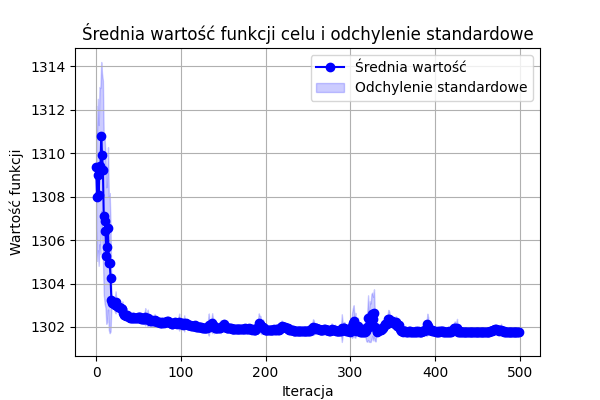 Średnia wartość funkcji celu i odchylenie standardowe
Średnia wartość
Odchylenie standardowe
Wartość funkcji
1314
1312
1310
1308
1306
1304
1302
0 100 200 300 400 500
Iteracja